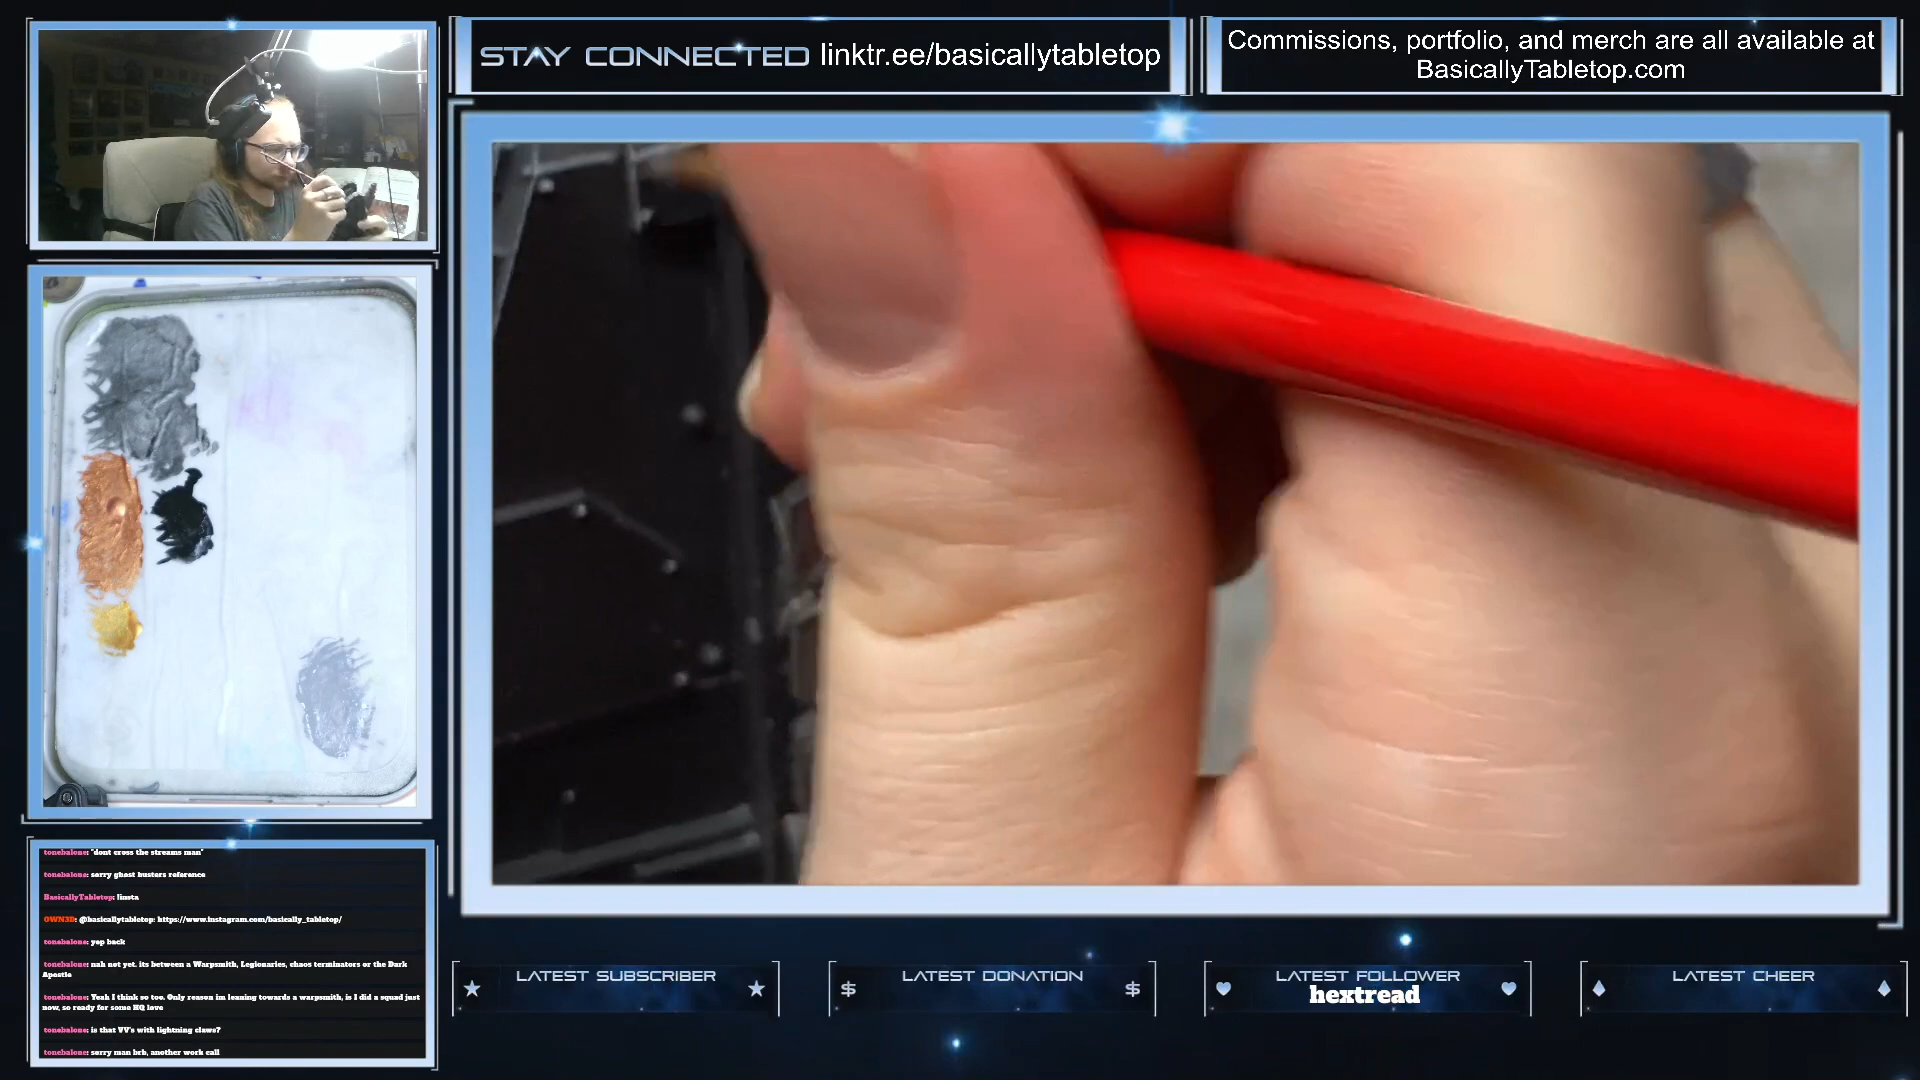 STAY CONNECTED linktr.ee/basicallytabletop
Commissions, portfolio, and merch are all available at
BasicallyTabletop.com
tonebalone: "dont cross the streams man"
tonebalone: sorry ghost busters reference
BasicallyTabletop: !insta
OWN3D: @basicallytabletop: https://www.instagram.com/basically_tabletop/
tonebalone: yep back
tonebalone: nah not yet. its between a Warpsmith, Legionaries, chaos terminators or the Dark
Apostle
tonebalone: Yeah I think so too. Only reason im leaning towards a warpsmith, is I did a squad just
now, so ready for some HQ love
tonebalone: is that VV's with lightning claws?
tonebalone: sorry man brb, another work call
LATEST SUBSCRIBER
LATEST DONATION
LATEST FOLLOWER
hextread
LATEST CHEER